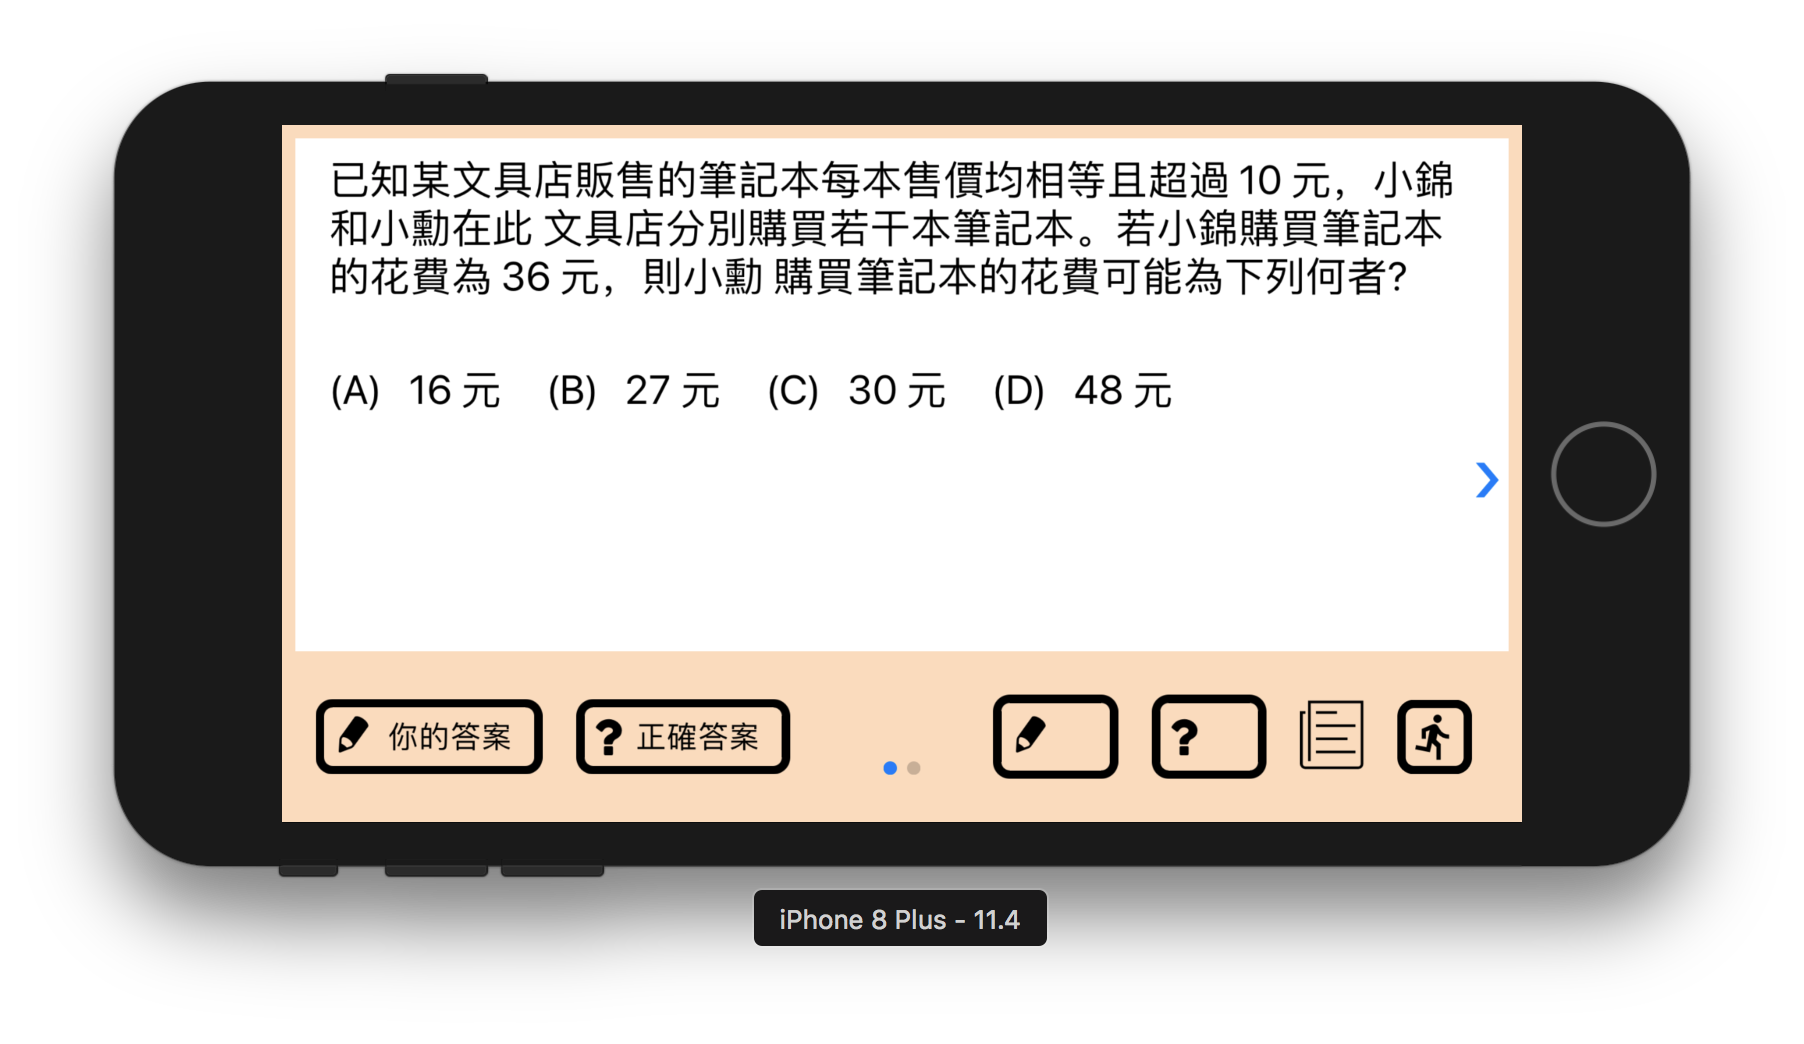 已知某文具店販售的筆記本每本售價均相等且超過 10 元，小錦
和小勳在此 文具店分別購買若干本筆記本。若小錦購買筆記本
的花費為 36 元，則小勳 購買筆記本的花費可能為下列何者?
(A) 16 元 (B) 27 元 (C) 30 元 (D) 48 元
你的答案 ? 正確答案 ?
iPhone 8 Plus - 11.4